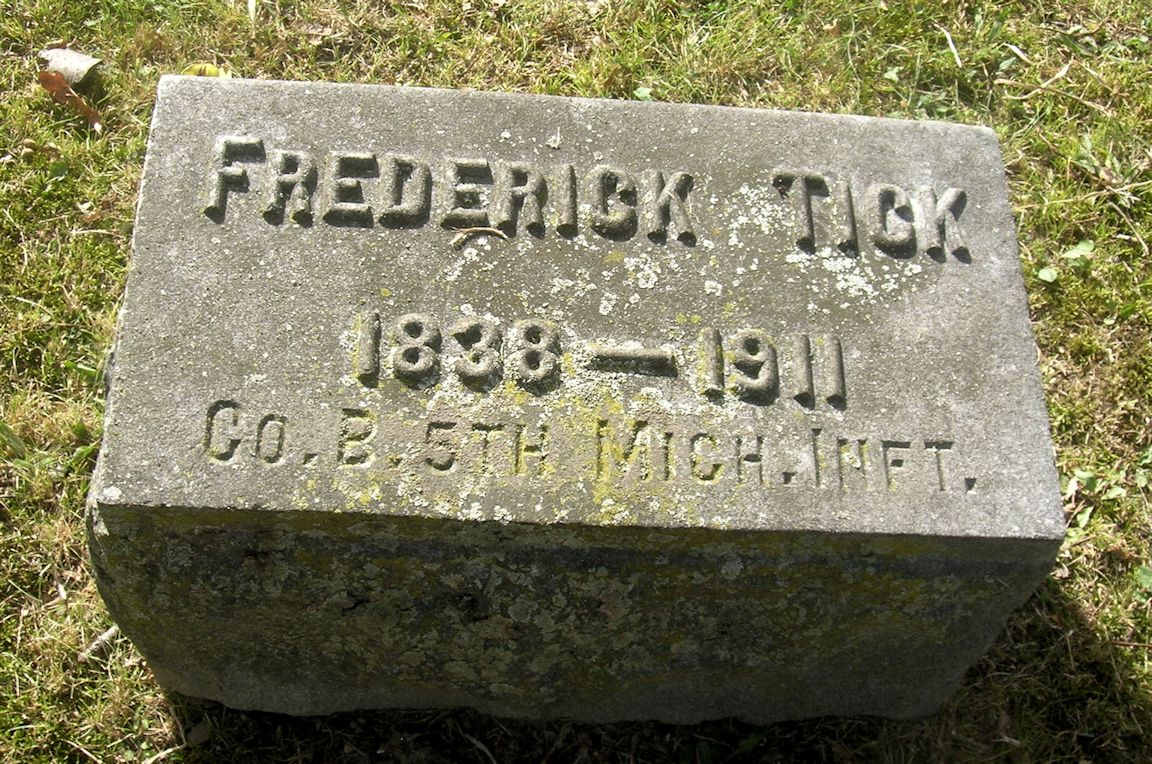 FREDERICK TICK
1838—1911
CO. B. 5TH MICH. INFT.